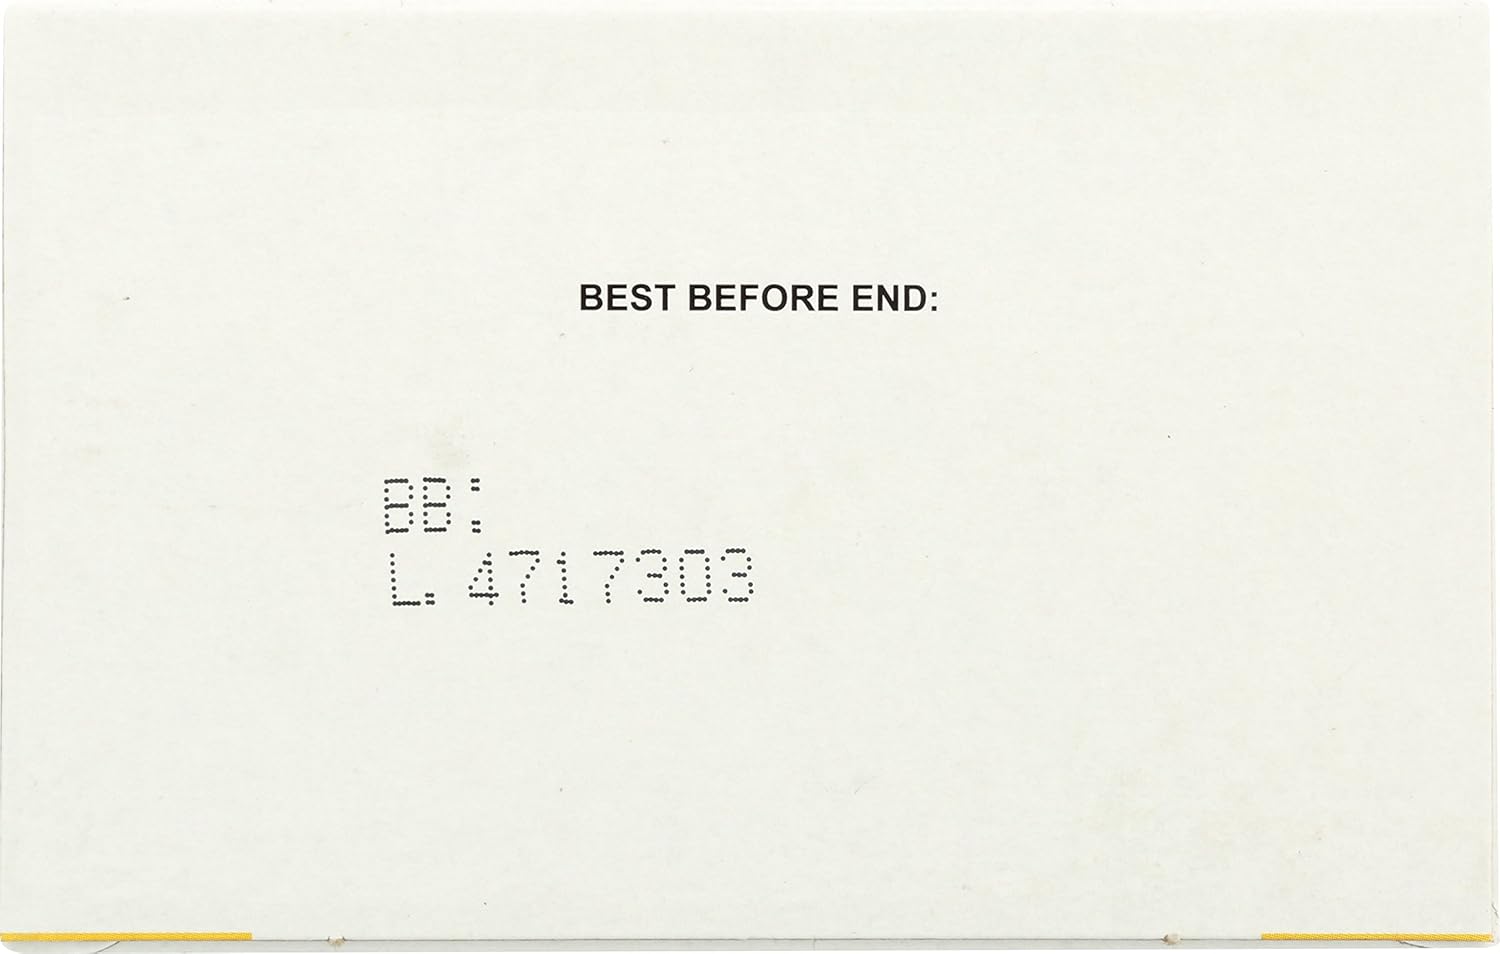 BEST BEFORE END:
BB:
L. 4717303